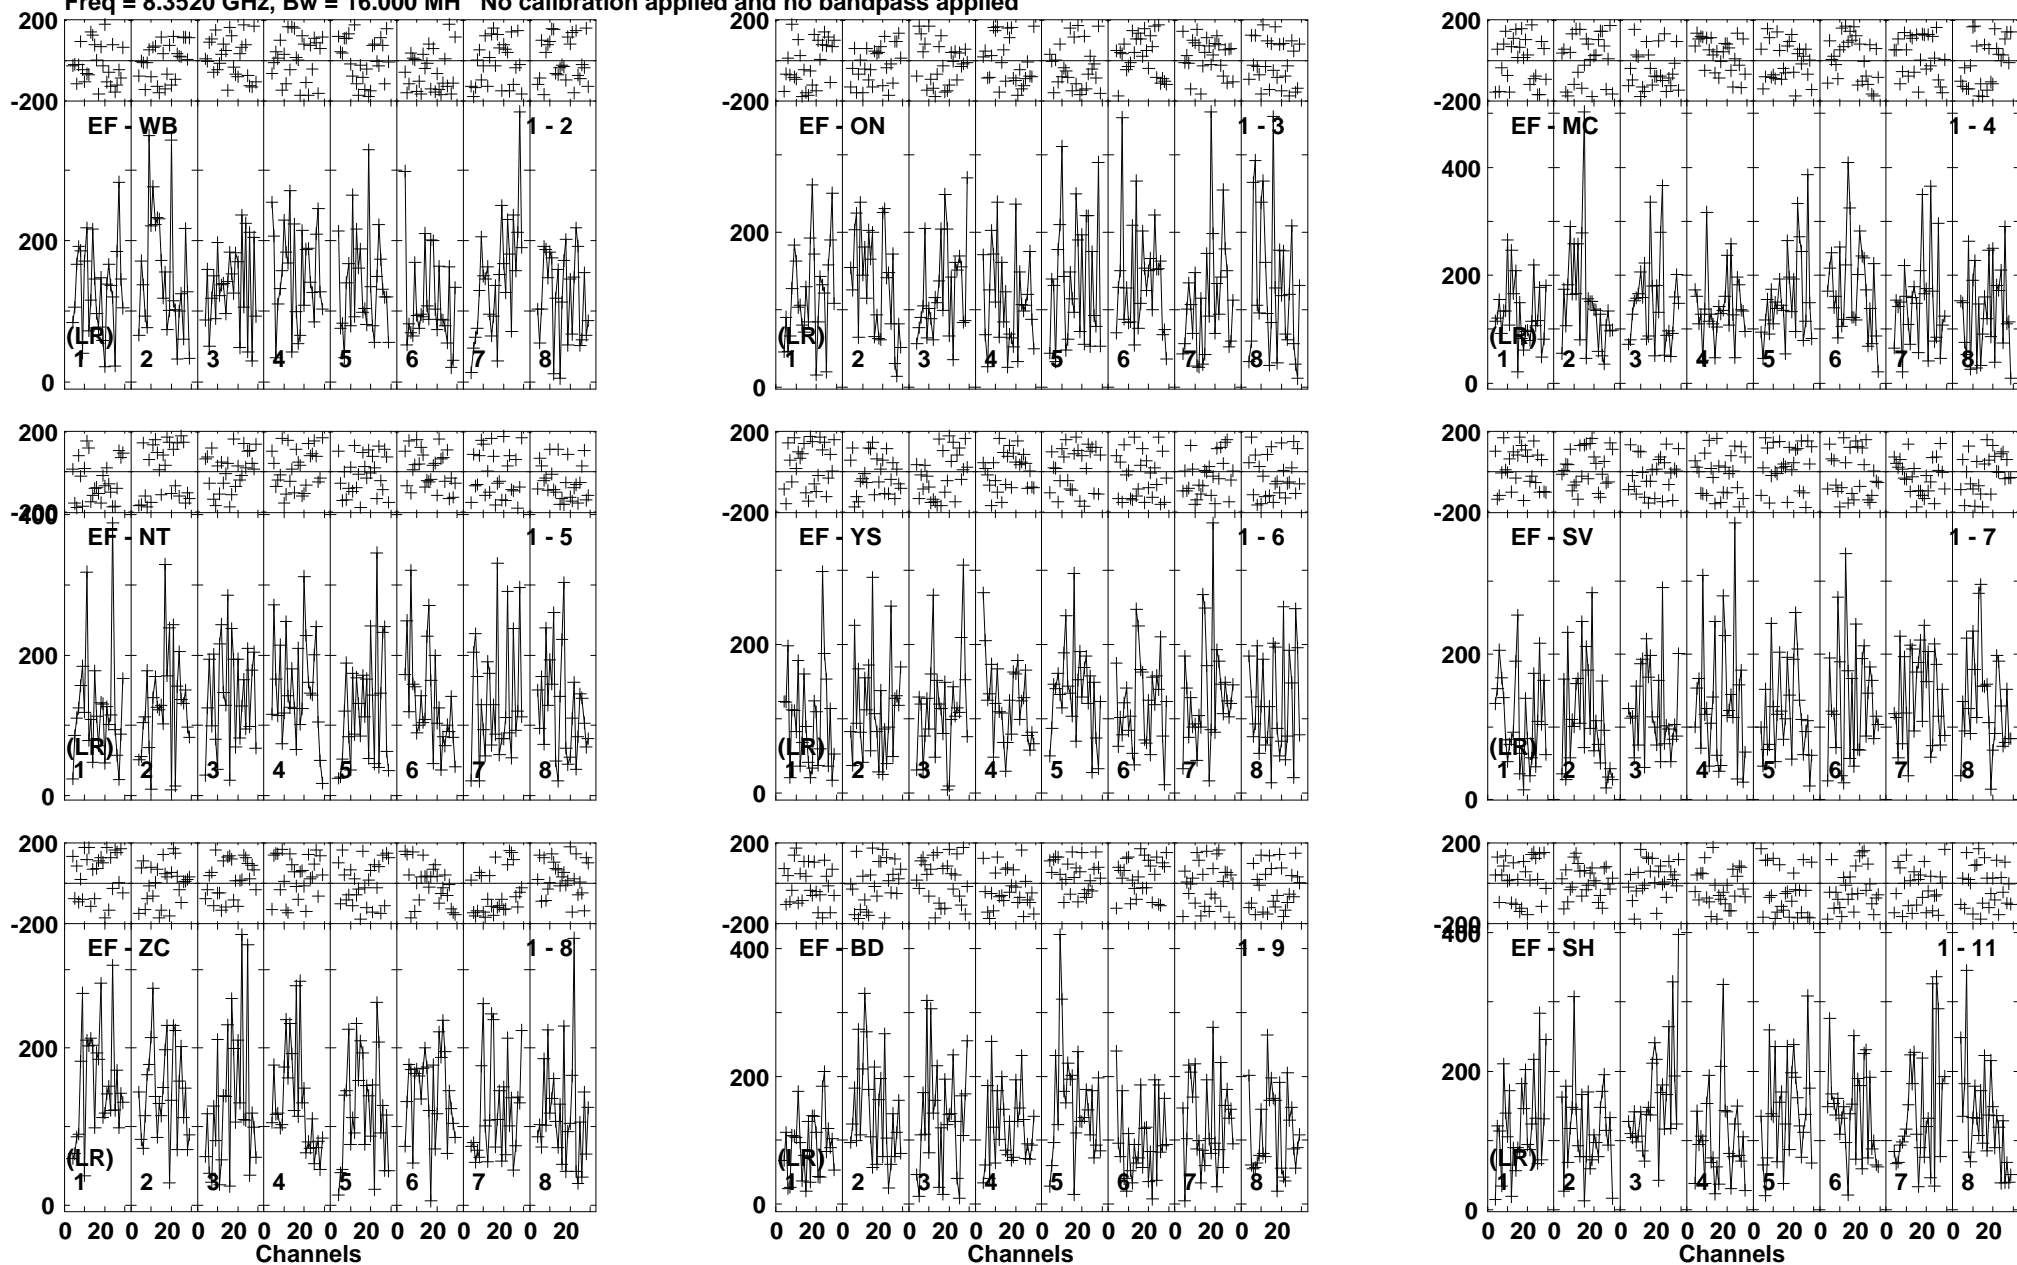 Freq = 8.3520 GHz, Bw = 16.000 MH No calibration applied and no bandpass applied
200 200 200
-200 -200 -200
EF - WB 1 - 2 EF - ON 1 - 3 EF - MC 1 - 4
400
200 200 200
(LR) (LR) (LR)
1 2 3 4 5 6 7 8 1 2 3 4 5 6 7 8 1 2 3 4 5 6 7 8
0 0 0
200 200 200
-200 -200 -200
400
EF - NT 1 - 5 EF - YS 1 - 6 EF - SV 1 - 7
200 200 200
(LR) (LR) (LR)
1 2 3 4 5 6 7 8 1 2 3 4 5 6 7 8 1 2 3 4 5 6 7 8
0 0 0
200 200 200
-200 -200 -200
400 400
EF - ZC 1 - 8 EF - BD 1 - 9 EF - SH 1 - 11
200 200 200
(LR) (LR) (LR)
1 2 3 4 5 6 7 8 1 2 3 4 5 6 7 8 1 2 3 4 5 6 7 8
0 0 0
0 20 0 20 0 20 0 20 0 20 0 20 0 20 0 20 0 20 0 20 0 20 0 20 0 20 0 20 0 20 0 20 0 20 0 20 0 20 0 20 0 20 0 20 0 20 0 20
Channels Channels Channels